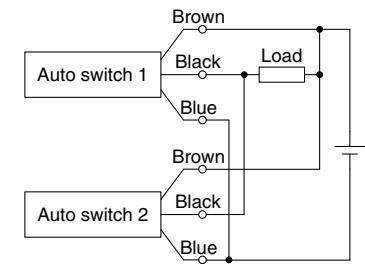 Brown
Black
Load
Auto switch 1
Blue
Brown
Black
Auto switch 2
Blue